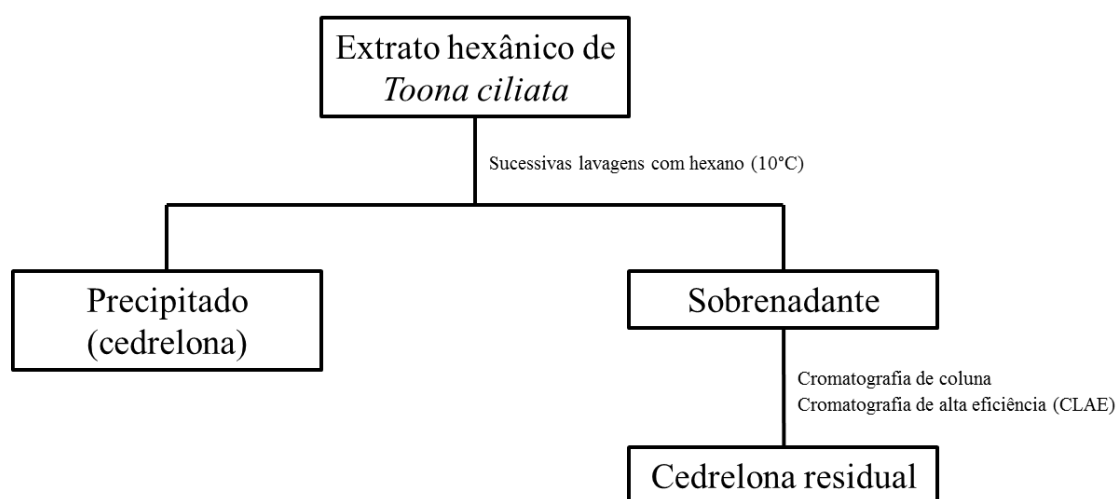 Extrato hexânico de
Toona ciliata
Sucessivas lavagens com hexano (10°C)
Precipitado
(cedrelona)
Sobrenadante
Cromatografia de coluna
Cromatografia de alta eficiência (CLAE)
Cedrelona residual